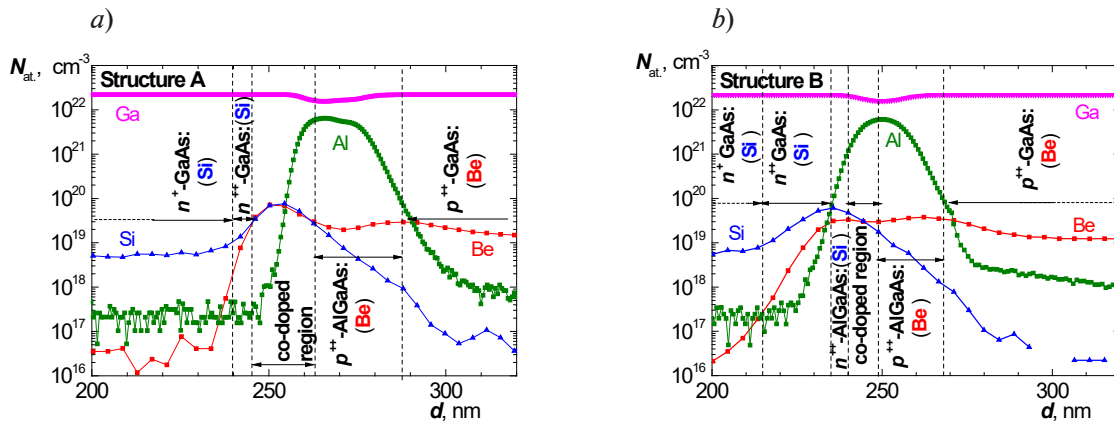 a)
N_at., cm⁻³
Structure A
10²²
10²¹
10²⁰
10¹⁹
10¹⁸
10¹⁷
10¹⁶
Ga
n⁺-GaAs:
(Si)
n⁺⁺-GaAs:(Si)
Al
p⁺⁺-GaAs:
(Be)
Si
Be
co-doped
region
p⁺⁺-AlGaAs:
(Be)
200
250
300
d, nm
b)
N_at., cm⁻³
Structure B
10²²
10²¹
10²⁰
10¹⁹
10¹⁸
10¹⁷
10¹⁶
Ga
n⁺GaAs:
(Si)
n⁺⁺GaAs:
(Si)
Al
p⁺⁺-GaAs:
(Be)
Si
Be
n⁺⁺-AlGaAs:(Si)
co-doped region
p⁺⁺-AlGaAs:
(Be)
200
250
300
d, nm